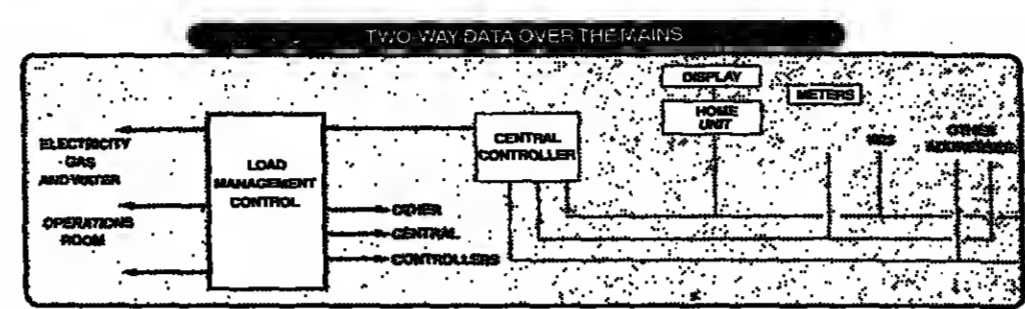 TWO-WAY DATA OVER THE MAINS
ELECTRICITY
GAS
AND WATER
OPERATIONS
ROOM
LOAD
MANAGEMENT
CONTROL
OTHER
CENTRAL
CONTROLLERS
CENTRAL
CONTROLLER
DISPLAY
HOME
UNIT
METERS
OTHER
ADDRESSES